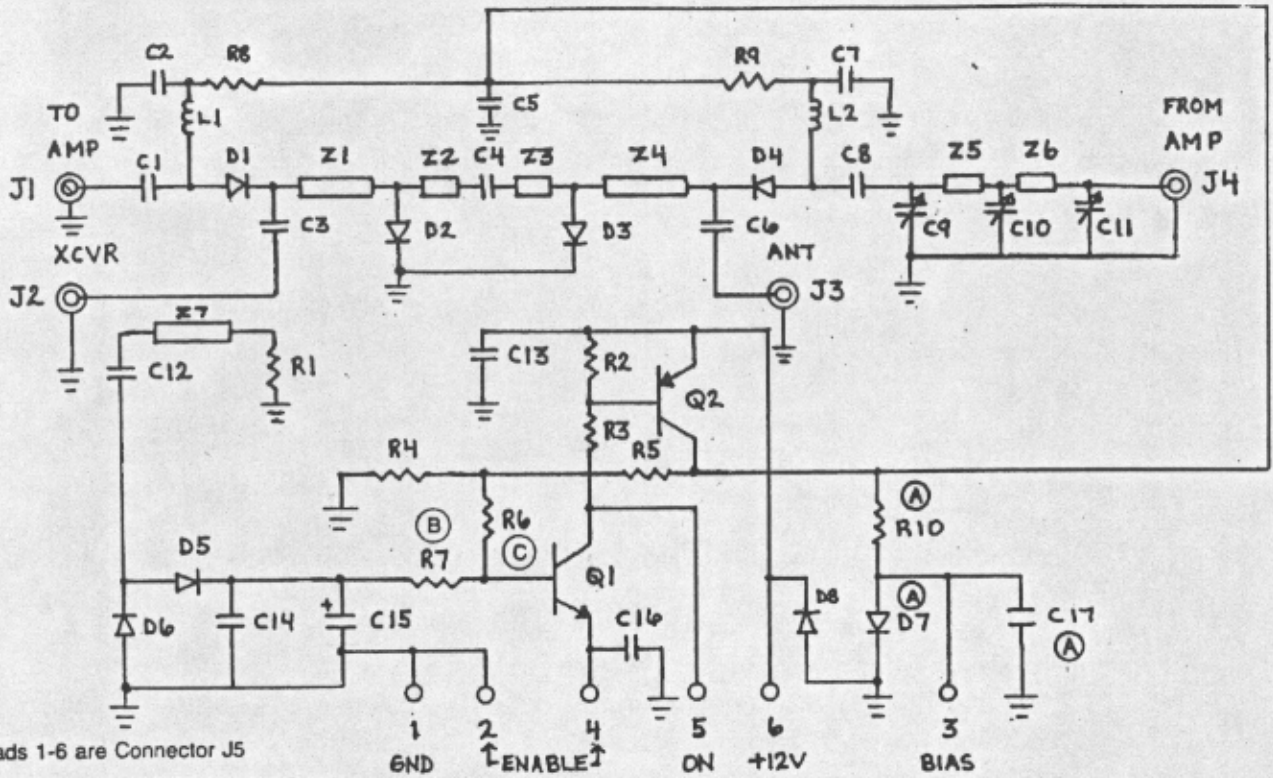 C2 R8 R9 C7
TO AMP
L1 C5 L2
FROM AMP
J1 C1 D1 Z1 Z2 C4 Z3 Z4 D4 C8 Z5 Z6 J4
C3 D2 D3 C6 C9 C10 C11
XCVR ANT
J2 J3
Z7
C12 R1 C13 R2 Q2
R3
R4 R5
A
B R6 C R10
D5 R7 Q1
D6 C14 + C15 C16 D8 A D7 C17
A
1 2 4 5 6 3
ads 1-6 are Connector J5
GND ENABLE ON +12V BIAS